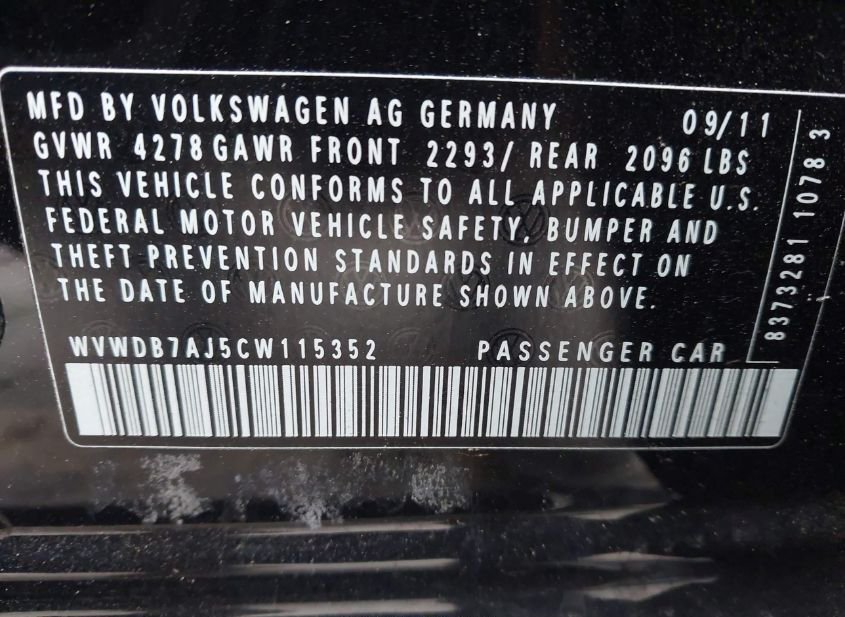 MFD BY VOLKSWAGEN AG GERMANY 09/11
GVWR 4278 GAWR FRONT 2293/ REAR 2096 LBS
THIS VEHICLE CONFORMS TO ALL APPLICABLE U.S.
FEDERAL MOTOR VEHICLE SAFETY, BUMPER AND
THEFT PREVENTION STANDARDS IN EFFECT ON
THE DATE OF MANUFACTURE SHOWN ABOVE.
WVWDB7AJ5CW115352 PASSENGER CAR
8373281 1078 3